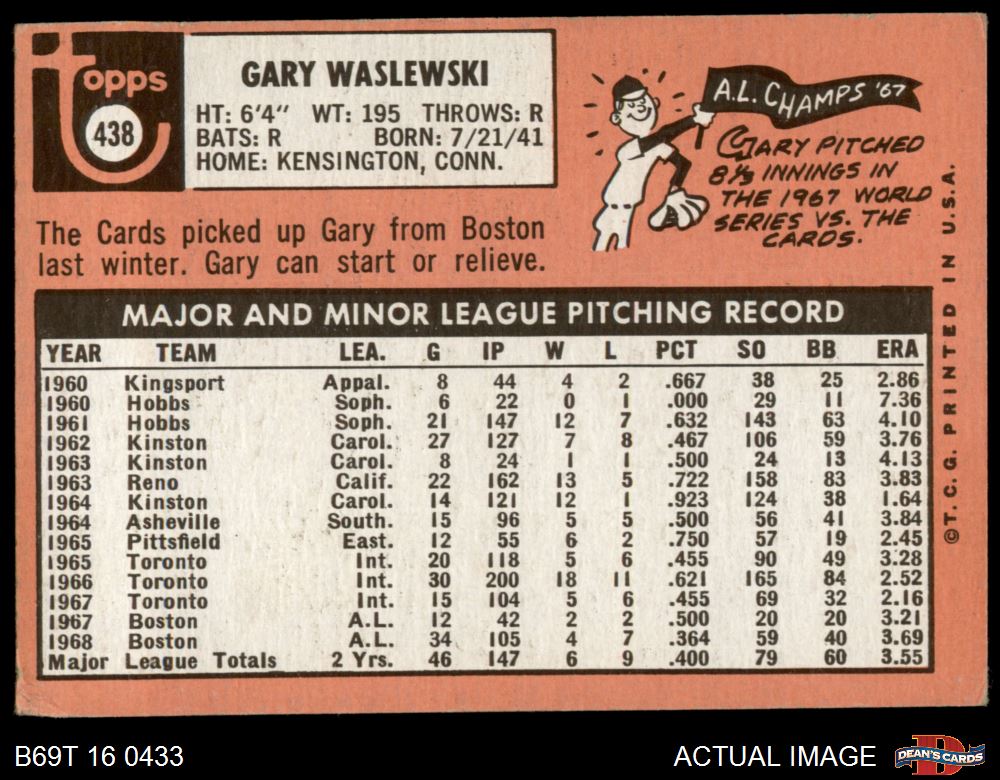 topps
438
GARY WASLEWSKI
HT: 6'4" WT: 195 THROWS: R
BATS: R BORN: 7/21/41
HOME: KENSINGTON, CONN.
The Cards picked up Gary from Boston
last winter. Gary can start or relieve.
A.L. CHAMPS '67
GARY PITCHED
8⅓ INNINGS IN
THE 1967 WORLD
SERIES VS. THE
CARDS.
MAJOR AND MINOR LEAGUE PITCHING RECORD
YEAR TEAM LEA. G IP W L PCT SO BB ERA
1960 Kingsport Appal. 8 44 4 2 .667 38 25 2.86
1960 Hobbs Soph. 6 22 0 1 .000 29 11 7.36
1961 Hobbs Soph. 21 147 12 7 .632 143 63 4.10
1962 Kinston Carol. 27 127 7 8 .467 106 59 3.76
1963 Kinston Carol. 8 24 1 1 .500 24 13 4.13
1963 Reno Calif. 22 162 13 5 .722 158 83 3.83
1964 Kinston Carol. 14 121 12 1 .923 124 38 1.64
1964 Asheville South. 15 96 5 5 .500 56 41 3.84
1965 Pittsfield East. 12 55 6 2 .750 57 19 2.45
1965 Toronto Int. 20 118 5 6 .455 90 49 3.28
1966 Toronto Int. 30 200 18 11 .621 165 84 2.52
1967 Toronto Int. 15 104 5 6 .455 69 32 2.16
1967 Boston A.L. 12 42 2 2 .500 20 20 3.21
1968 Boston A.L. 34 105 4 7 .364 59 40 3.69
Major League Totals 2 Yrs. 46 147 6 9 .400 79 60 3.55
©T.C.G. PRINTED IN U.S.A.
B69T 16 0433
ACTUAL IMAGE
D
DEAN'S CARDS